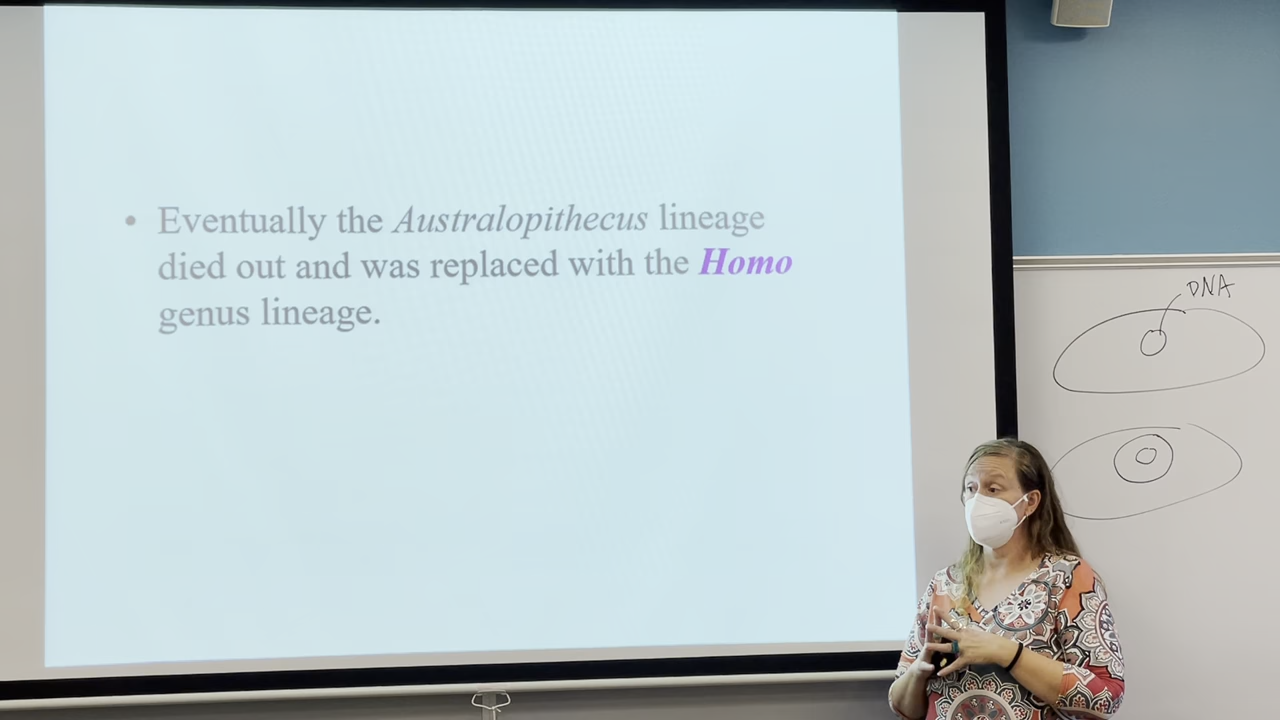 • Eventually the Australopithecus lineage
died out and was replaced with the Homo
genus lineage.
DNA